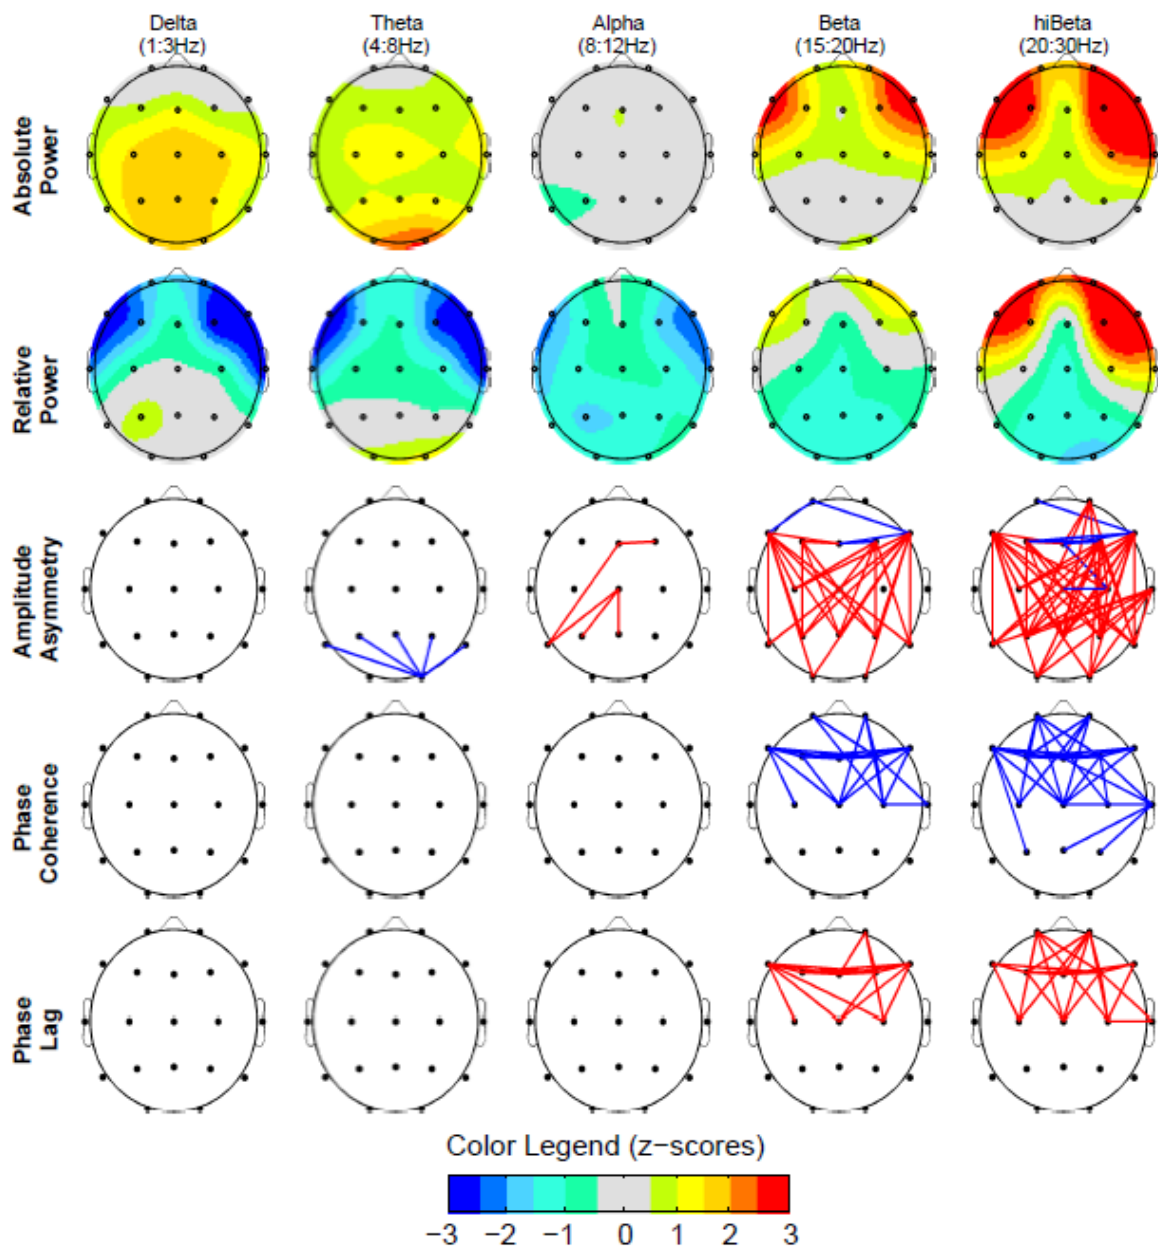 Delta Theta Alpha Beta hiBeta
(1:3Hz) (4:8Hz) (8:12Hz) (15:20Hz) (20:30Hz)
Absolute
Power
Relative
Power
Amplitude
Asymmetry
Phase
Coherence
Phase
Lag
Color Legend (z−scores)
−3 −2 −1 0 1 2 3